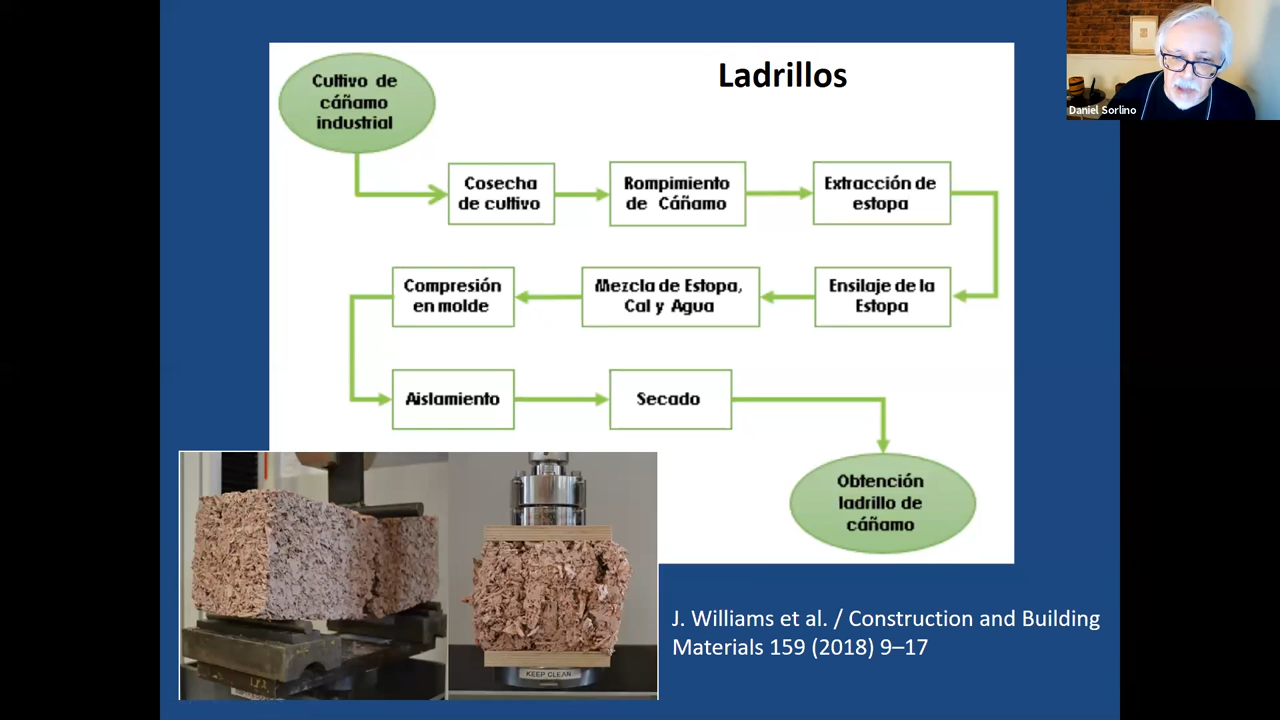 Ladrillos
Cultivo de
cáñamo
industrial
Cosecha
de cultivo
Rompimiento
de Cáñamo
Extracción de
estopa
Ensilaje de la
Estopa
Mezcla de Estopa,
Cal y Agua
Compresión
en molde
Aislamiento
Secado
Obtención
ladrillo de
cáñamo
KEEP CLEAN
J. Williams et al. / Construction and Building
Materials 159 (2018) 9–17
Daniel Sorlino